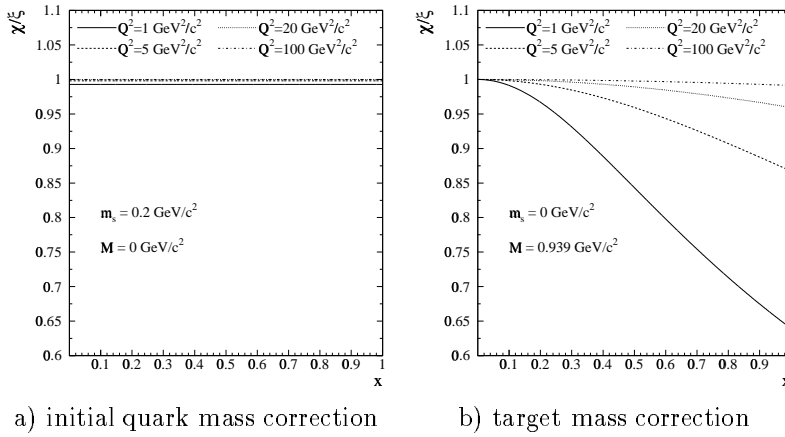 χ/ξ
1.1
1.05
1
0.95
0.9
0.85
0.8
0.75
0.7
0.65
0.6
Q²=1 GeV²/c² Q²=20 GeV²/c²
Q²=5 GeV²/c² Q²=100 GeV²/c²
mₛ = 0.2 GeV/c²
M = 0 GeV/c²
0.1 0.2 0.3 0.4 0.5 0.6 0.7 0.8 0.9 1
x
a) initial quark mass correction
χ/ξ
1.1
1.05
1
0.95
0.9
0.85
0.8
0.75
0.7
0.65
0.6
Q²=1 GeV²/c² Q²=20 GeV²/c²
Q²=5 GeV²/c² Q²=100 GeV²/c²
mₛ = 0 GeV/c²
M = 0.939 GeV/c²
0.1 0.2 0.3 0.4 0.5 0.6 0.7 0.8 0.9
x
b) target mass correction